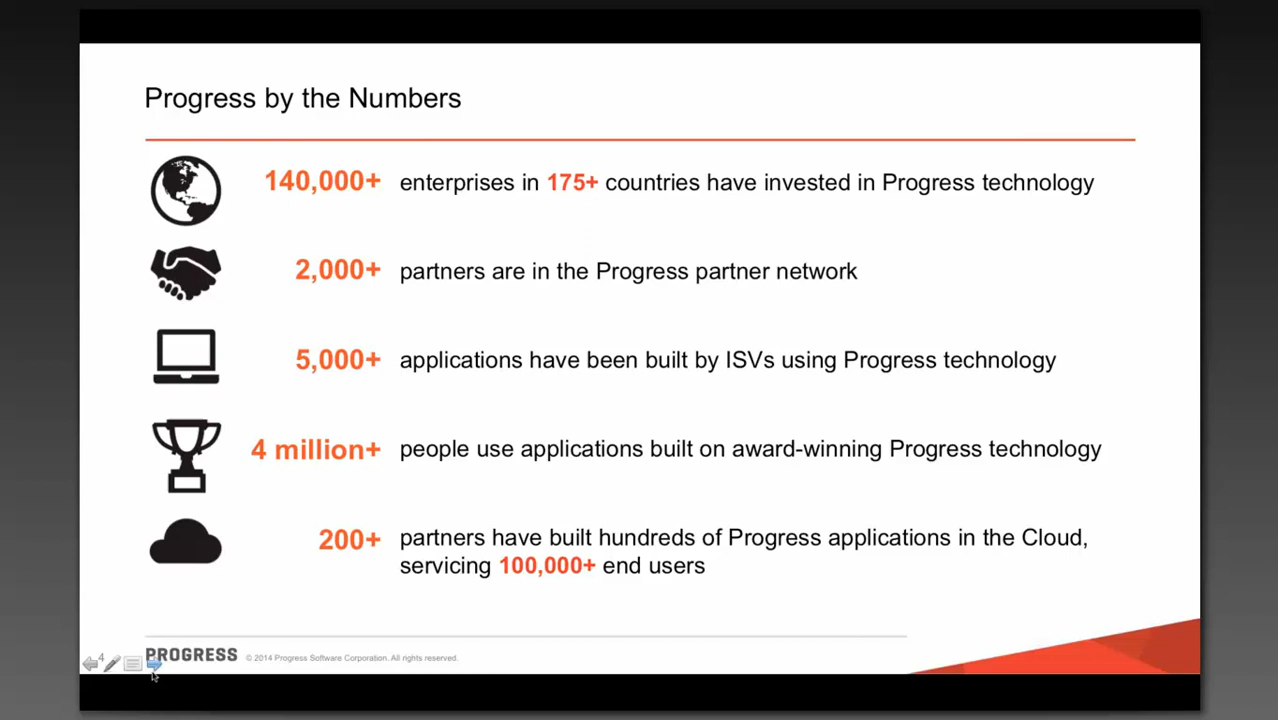 Progress by the Numbers
140,000+ enterprises in 175+ countries have invested in Progress technology
2,000+ partners are in the Progress partner network
5,000+ applications have been built by ISVs using Progress technology
4 million+ people use applications built on award-winning Progress technology
200+ partners have built hundreds of Progress applications in the Cloud,
servicing 100,000+ end users
4
PROGRESS © 2014 Progress Software Corporation. All rights reserved.